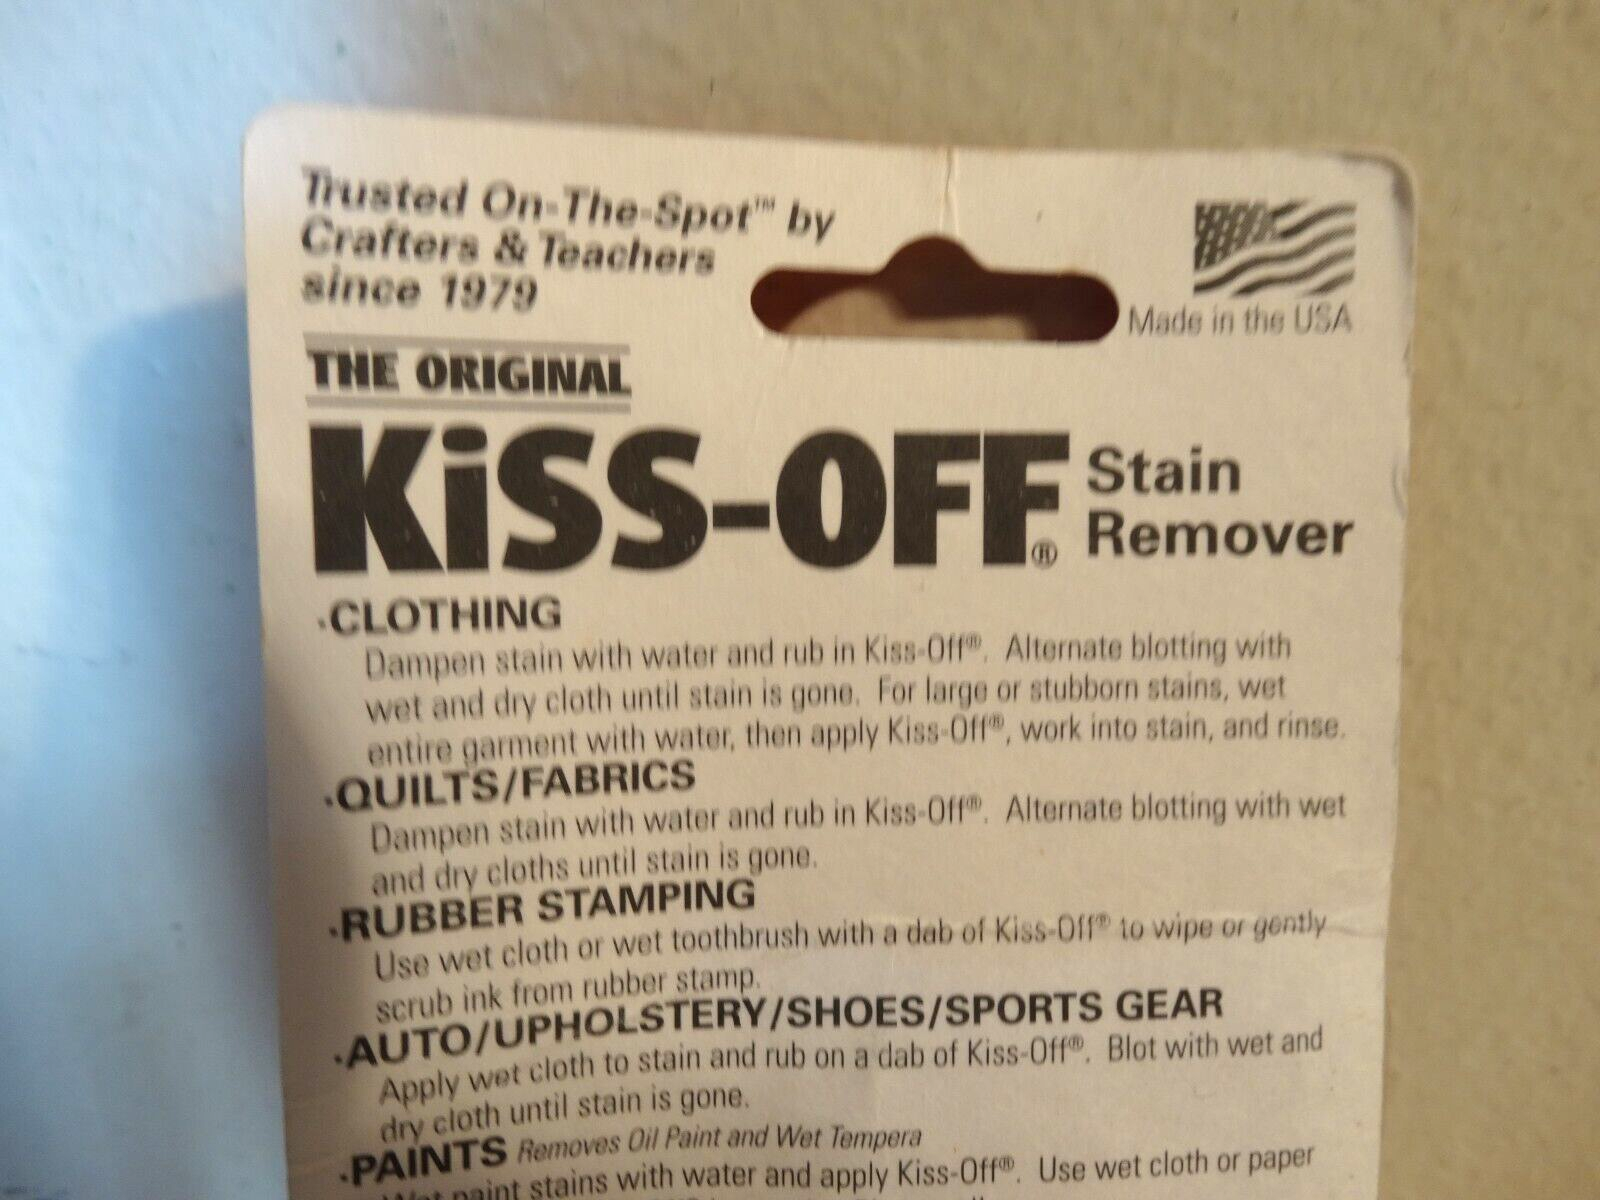 Trusted On-The-Spot™ by
Crafters & Teachers
since 1979
Made in the USA
THE ORIGINAL
KiSS-OFF® Stain Remover
·CLOTHING
Dampen stain with water and rub in Kiss-Off®. Alternate blotting with
wet and dry cloth until stain is gone. For large or stubborn stains, wet
entire garment with water, then apply Kiss-Off®, work into stain, and rinse.
·QUILTS/FABRICS
Dampen stain with water and rub in Kiss-Off®. Alternate blotting with wet
and dry cloths until stain is gone.
·RUBBER STAMPING
Use wet cloth or wet toothbrush with a dab of Kiss-Off® to wipe or gently
scrub ink from rubber stamp.
·AUTO/UPHOLSTERY/SHOES/SPORTS GEAR
Apply wet cloth to stain and rub on a dab of Kiss-Off®. Blot with wet and
dry cloth until stain is gone.
·PAINTS Removes Oil Paint and Wet Tempera
Wet paint stains with water and apply Kiss-Off®. Use wet cloth or paper